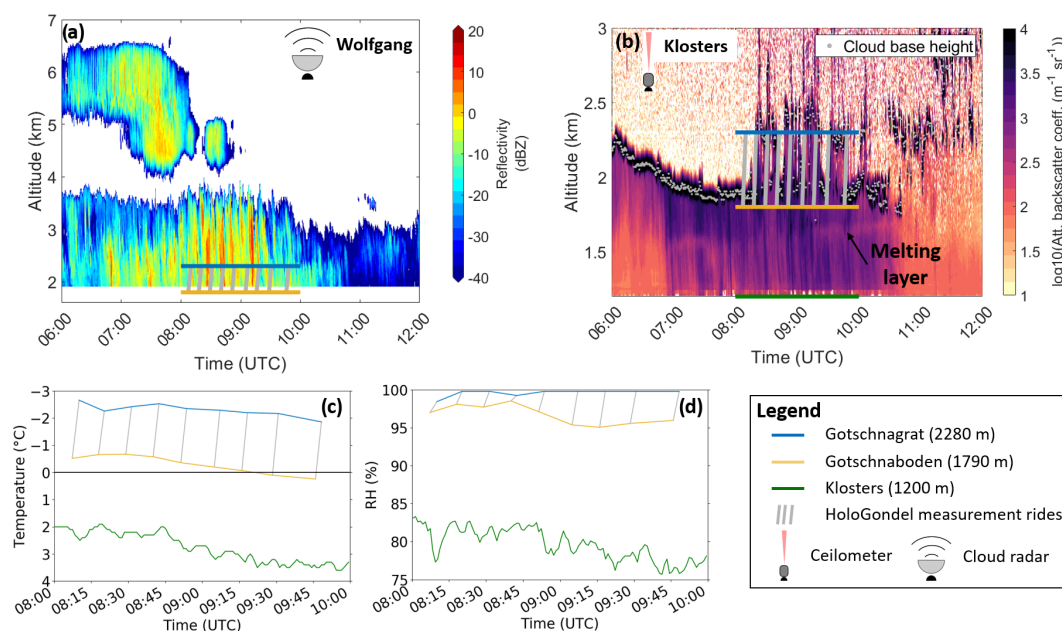 (a)
Wolfgang
Altitude (km)
7
6
5
4
3
2
06:00
07:00
08:00
09:00
10:00
11:00
12:00
Time (UTC)
20
10
0
-10
-20
-30
-40
Reflectivity
(dBZ)
(b)
Klosters
Cloud base height
Altitude (km)
3
2.5
2
1.5
Melting
layer
06:00
07:00
08:00
09:00
10:00
11:00
12:00
Time (UTC)
4
3.5
3
2.5
2
1.5
1
log10(Att. backscatter coeff. (m⁻¹ sr⁻¹))
(c)
Temperature (°C)
−3
−2
−1
0
1
2
3
4
08:00
08:15
08:30
08:45
09:00
09:15
09:30
09:45
10:00
Time (UTC)
(d)
RH (%)
100
95
90
85
80
75
08:00
08:15
08:30
08:45
09:00
09:15
09:30
09:45
10:00
Time (UTC)
Legend
Gotschnagrat (2280 m)
Gotschnaboden (1790 m)
Klosters (1200 m)
HoloGondel measurement rides
Ceilometer
Cloud radar